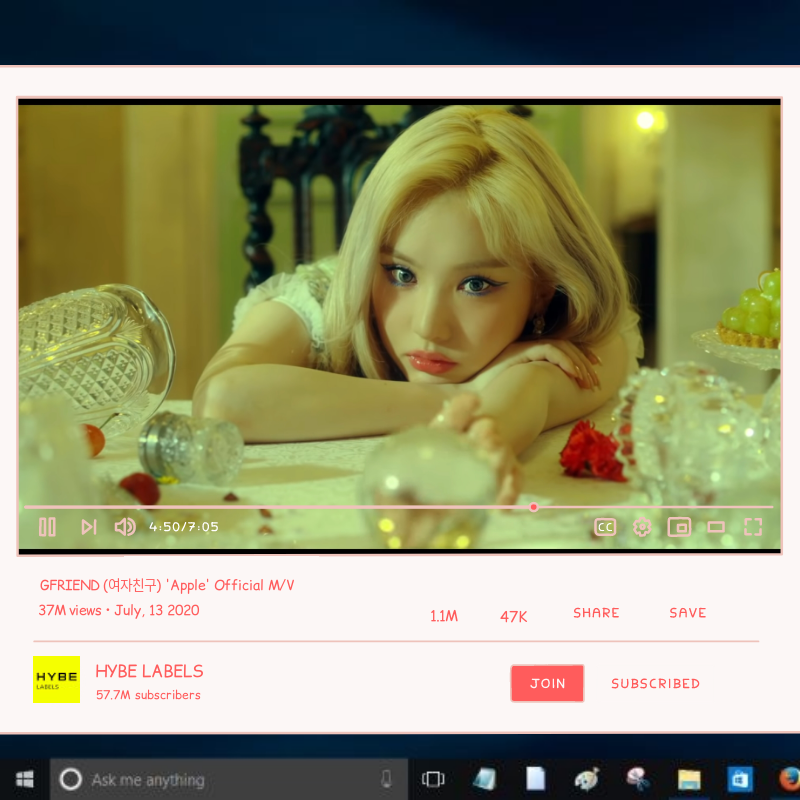 CC
4:50/7:05
GFRIEND (여자친구) 'Apple' Official M/V
37M views • July, 13 2020
1.1M 47K SHARE SAVE
HYBE
LABELS
HYBE LABELS
57.7M subscribers
JOIN SUBSCRIBED
Ask me anything